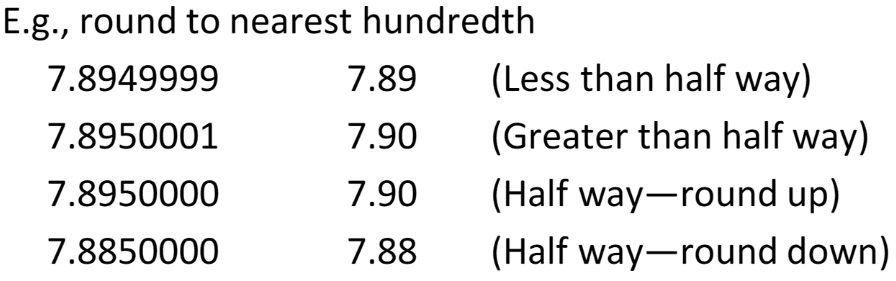 E.g., round to nearest hundredth
7.8949999 7.89 (Less than half way)
7.8950001 7.90 (Greater than half way)
7.8950000 7.90 (Half way—round up)
7.8850000 7.88 (Half way—round down)